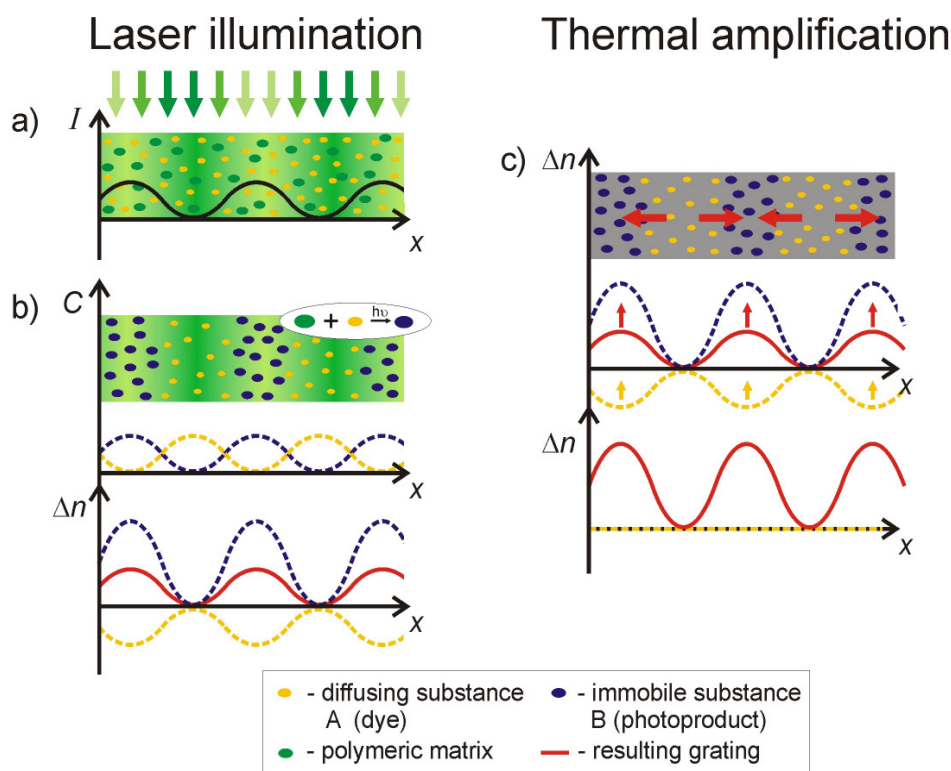 Laser illumination
Thermal amplification
a)
I
x
b)
C
+ hυ
x
Δn
x
c)
Δn
x
Δn
x
- diffusing substance
A (dye)
- immobile substance
B (photoproduct)
- polymeric matrix
- resulting grating